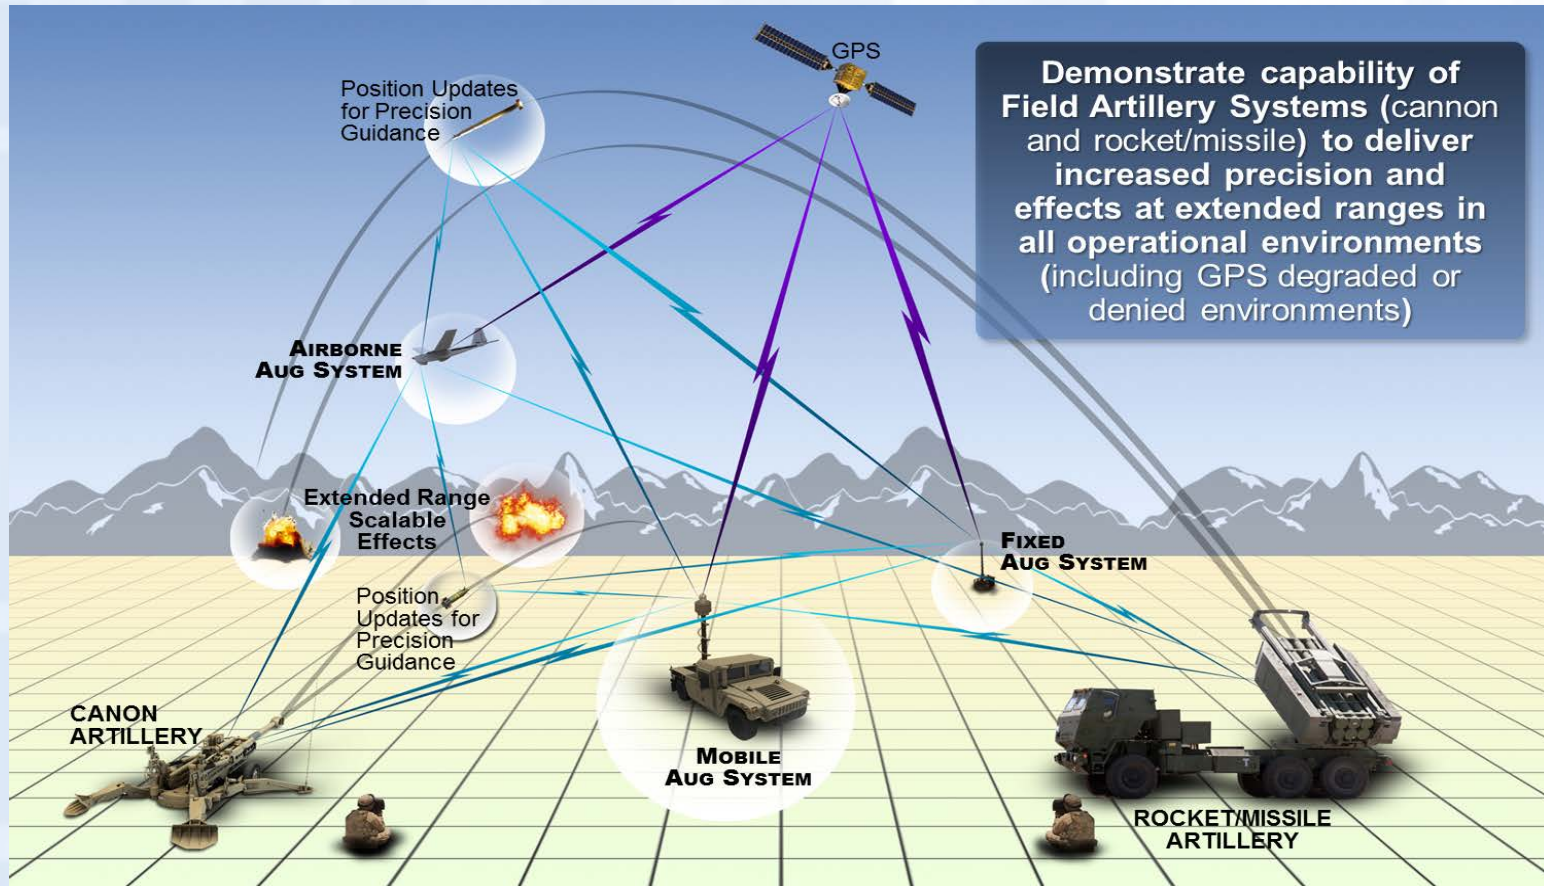 GPS
Position Updates
for Precision
Guidance
Demonstrate capability of
Field Artillery Systems (cannon
and rocket/missile) to deliver
increased precision and
effects at extended ranges in
all operational environments
(including GPS degraded or
denied environments)
AIRBORNE
AUG SYSTEM
Extended Range
Scalable
Effects
FIXED
AUG SYSTEM
Position
Updates for
Precision
Guidance
CANON
ARTILLERY
MOBILE
AUG SYSTEM
ROCKET/MISSILE
ARTILLERY